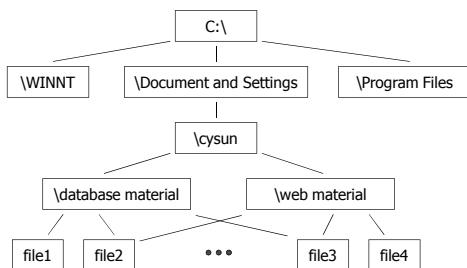 C:\
\WINNT
\Document and Settings
\Program Files
\cysun
\database material
\web material
file1
file2
file3
file4